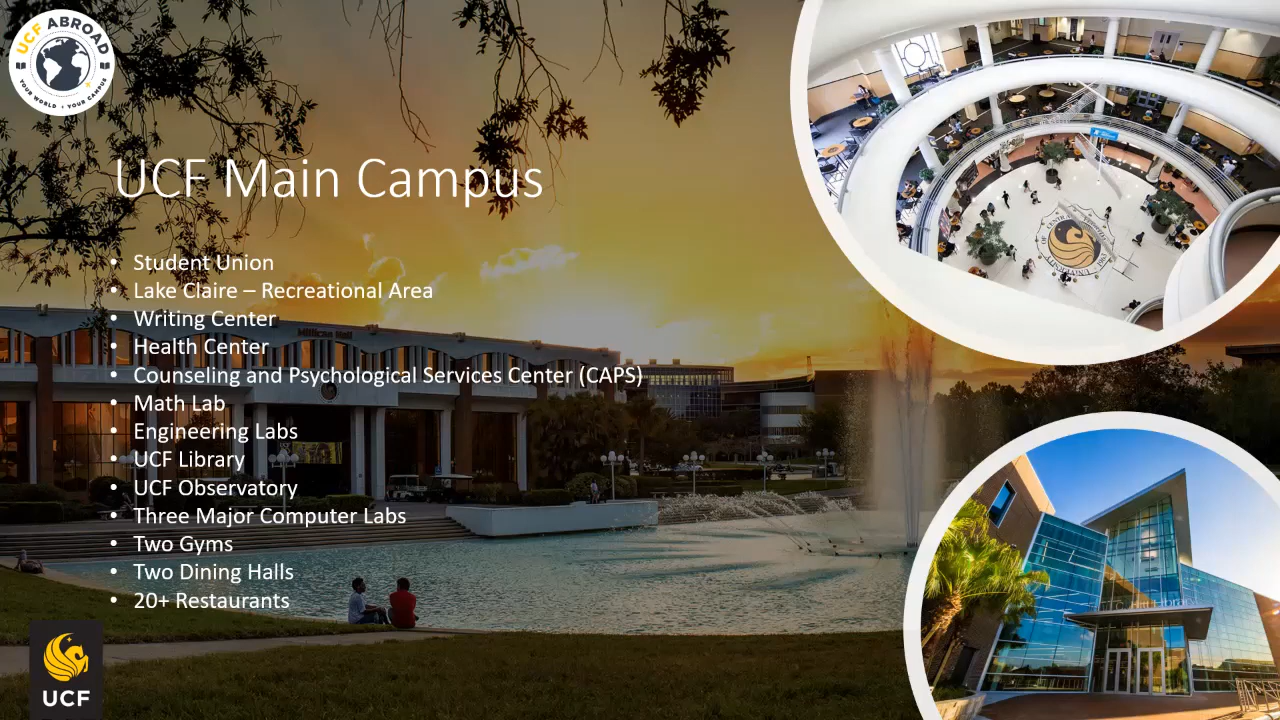 UCF ABROAD
YOUR WORLD • YOUR CAMPUS
UCF Main Campus
• Student Union
• Lake Claire – Recreational Area
• Writing Center
• Health Center
• Counseling and Psychological Services Center (CAPS)
• Math Lab
• Engineering Labs
• UCF Library
• UCF Observatory
• Three Major Computer Labs
• Two Gyms
• Two Dining Halls
• 20+ Restaurants
Millican Hall
UCF